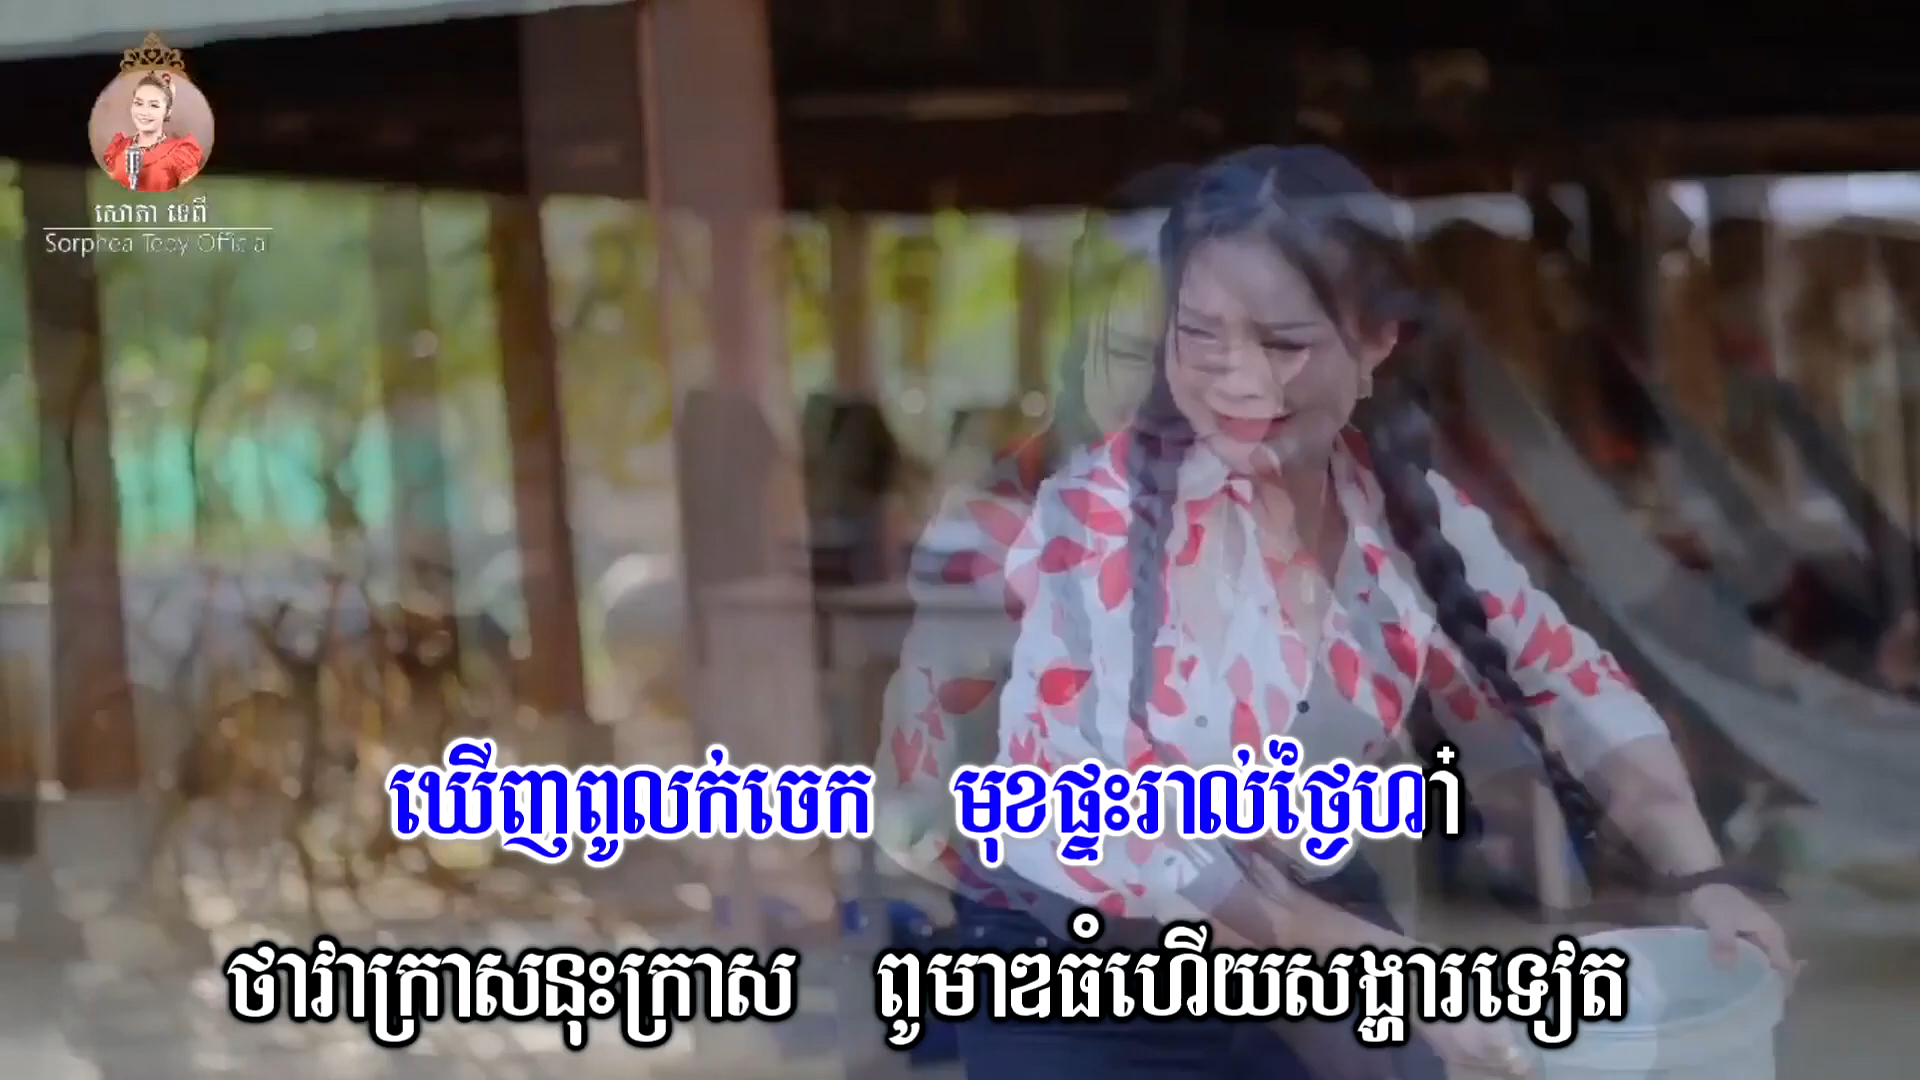 សោភា ទេពី
Sorphea Tepy Official
ឃើញពូលក់ចេក មុខផ្ទះរាល់ថ្ងៃហា៎
ថាវាក្រាសនុះក្រាស ពូមាឌធំហើយសង្ហារទៀត